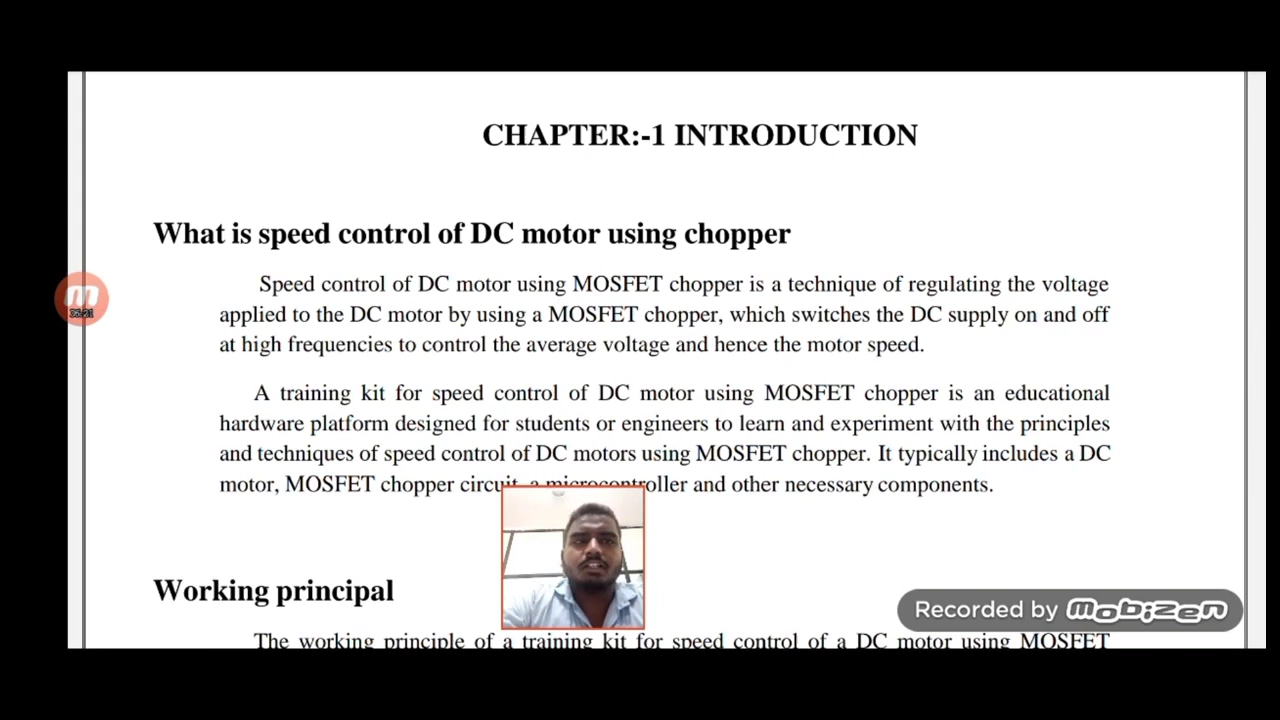 CHAPTER:-1 INTRODUCTION
What is speed control of DC motor using chopper
Speed control of DC motor using MOSFET chopper is a technique of regulating the voltage
applied to the DC motor by using a MOSFET chopper, which switches the DC supply on and off
at high frequencies to control the average voltage and hence the motor speed.
A training kit for speed control of DC motor using MOSFET chopper is an educational
hardware platform designed for students or engineers to learn and experiment with the principles
and techniques of speed control of DC motors using MOSFET chopper. It typically includes a DC
motor, MOSFET chopper circuit, a microcontroller and other necessary components.
Working principal
Recorded by mobizen
The working principle of a training kit for speed control of a DC motor using MOSFET